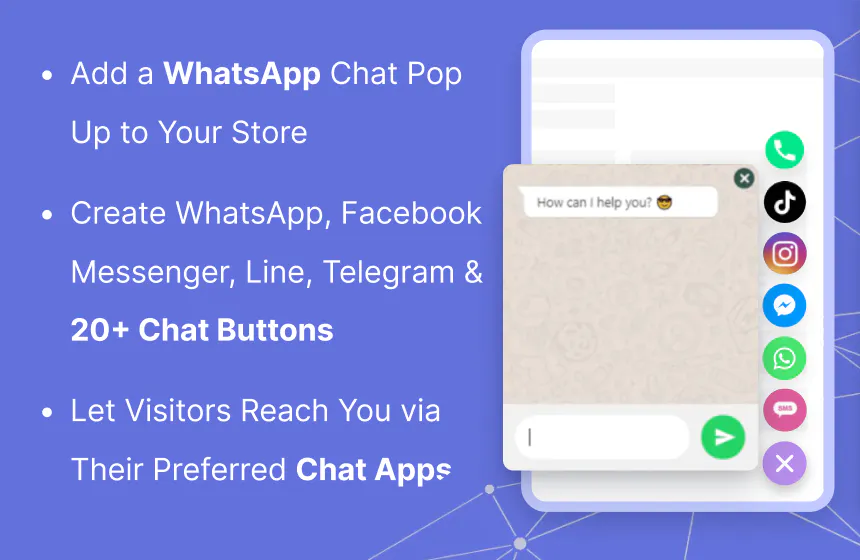 Add a WhatsApp Chat Pop
Up to Your Store
Create WhatsApp, Facebook
Messenger, Line, Telegram &
20+ Chat Buttons
Let Visitors Reach You via
Their Preferred Chat Apps
How can I help you? 😎
SMS